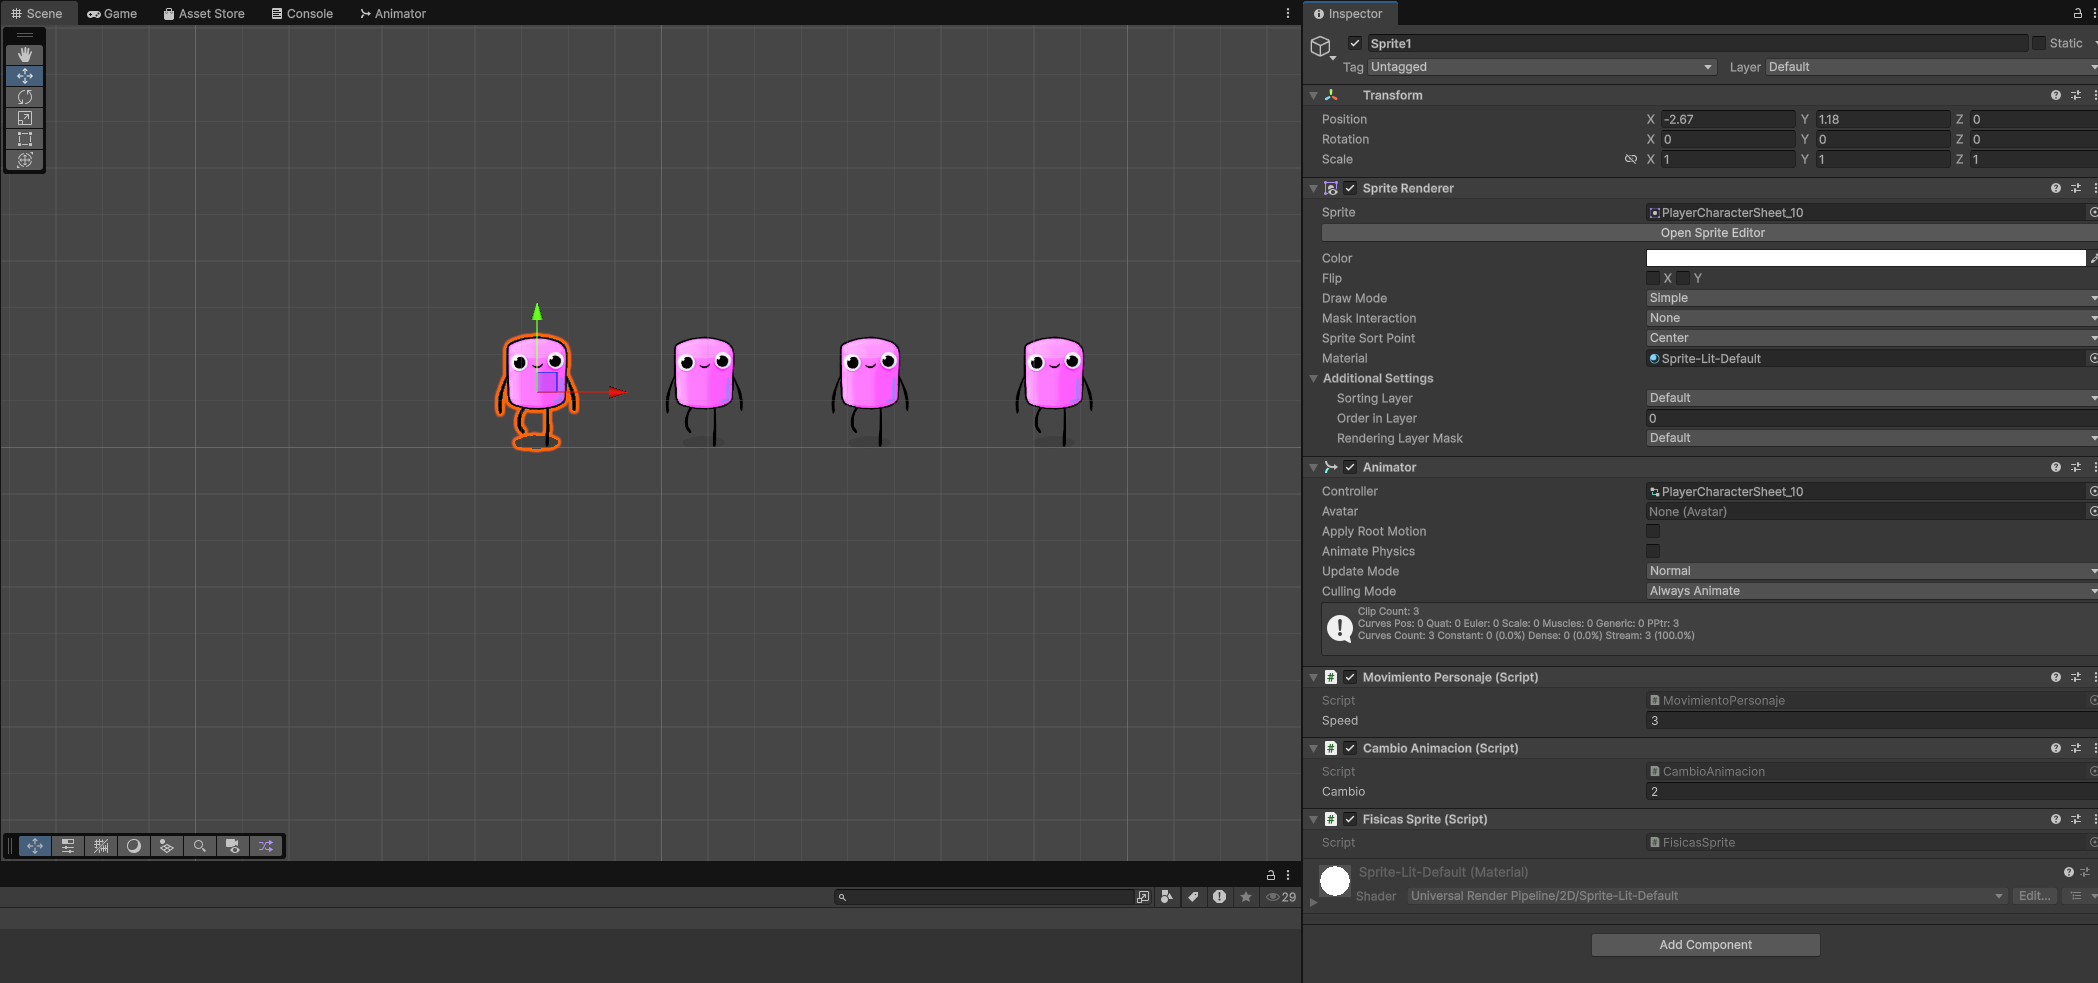 Scene Game Asset Store Console Animator
Inspector
Sprite1 Static
Tag Untagged Layer Default
Transform
Position X -2.67 Y 1.18 Z 0
Rotation X 0 Y 0 Z 0
Scale X 1 Y 1 Z 1
Sprite Renderer
Sprite PlayerCharacterSheet_10
Open Sprite Editor
Color
Flip X Y
Draw Mode Simple
Mask Interaction None
Sprite Sort Point Center
Material Sprite-Lit-Default
Additional Settings
Sorting Layer Default
Order in Layer 0
Rendering Layer Mask Default
Animator
Controller PlayerCharacterSheet_10
Avatar None (Avatar)
Apply Root Motion
Animate Physics
Update Mode Normal
Culling Mode Always Animate
Clip Count: 3
Curves Pos: 0 Quat: 0 Euler: 0 Scale: 0 Muscles: 0 Generic: 0 PPtr: 3
Curves Count: 3 Constant: 0 (0.0%) Dense: 0 (0.0%) Stream: 3 (100.0%)
# Movimiento Personaje (Script)
Script MovimientoPersonaje
Speed 3
# Cambio Animacion (Script)
Script CambioAnimacion
Cambio 2
# Fisicas Sprite (Script)
Script FisicasSprite
Sprite-Lit-Default (Material)
Shader Universal Render Pipeline/2D/Sprite-Lit-Default Edit...
Add Component
29